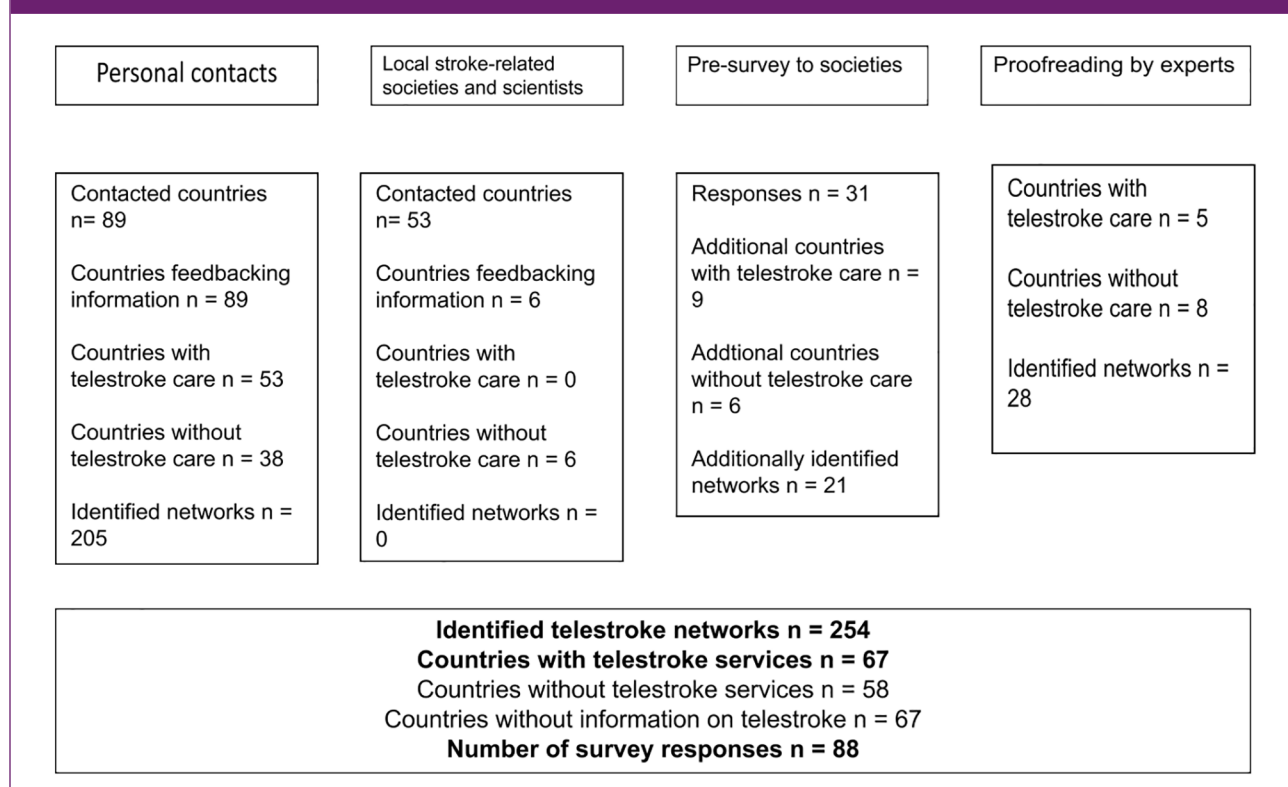 Personal contacts
Local stroke-related
societies and scientists
Pre-survey to societies
Proofreading by experts
Contacted countries
n= 89
Countries feedbacking
information n = 89
Countries with
telestroke care n = 53
Countries without
telestroke care n = 38
Identified networks n =
205
Contacted countries
n= 53
Countries feedbacking
information n = 6
Countries with
telestroke care n = 0
Countries without
telestroke care n = 6
Identified networks n =
0
Responses n = 31
Additional countries
with telestroke care n =
9
Addtional countries
without telestroke care
n = 6
Additionally identified
networks n = 21
Countries with
telestroke care n = 5
Countries without
telestroke care n = 8
Identified networks n =
28
Identified telestroke networks n = 254
Countries with telestroke services n = 67
Countries without telestroke services n = 58
Countries without information on telestroke n = 67
Number of survey responses n = 88